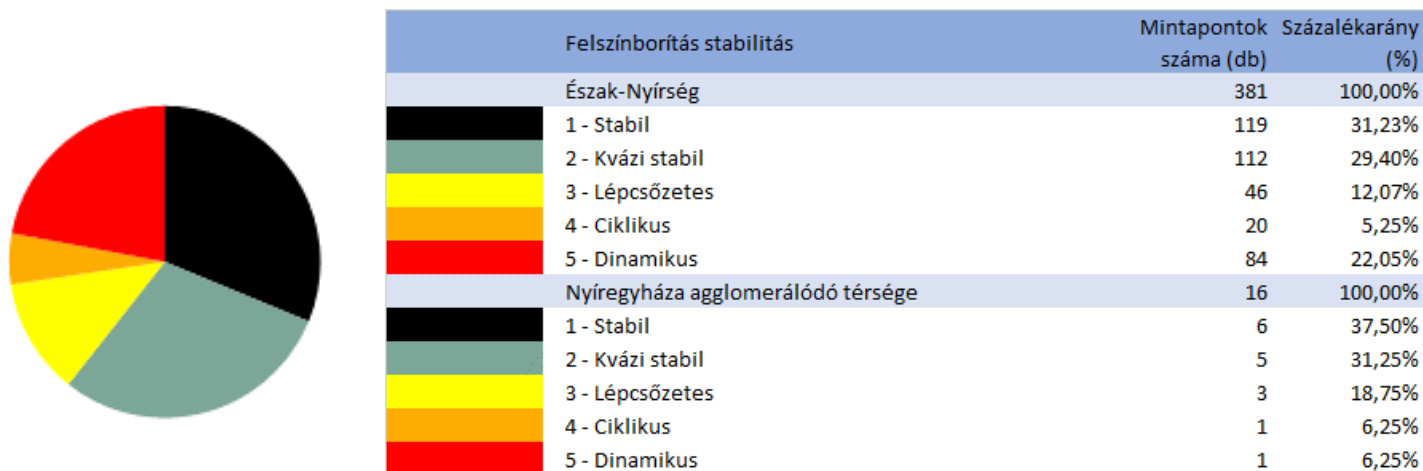 Felszínborítás stabilitás Mintapontok száma (db) Százalékarány (%)
Észak-Nyírség 381 100,00%
1 - Stabil 119 31,23%
2 - Kvázi stabil 112 29,40%
3 - Lépcsőzetes 46 12,07%
4 - Ciklikus 20 5,25%
5 - Dinamikus 84 22,05%
Nyíregyháza agglomerálódó térsége 16 100,00%
1 - Stabil 6 37,50%
2 - Kvázi stabil 5 31,25%
3 - Lépcsőzetes 3 18,75%
4 - Ciklikus 1 6,25%
5 - Dinamikus 1 6,25%